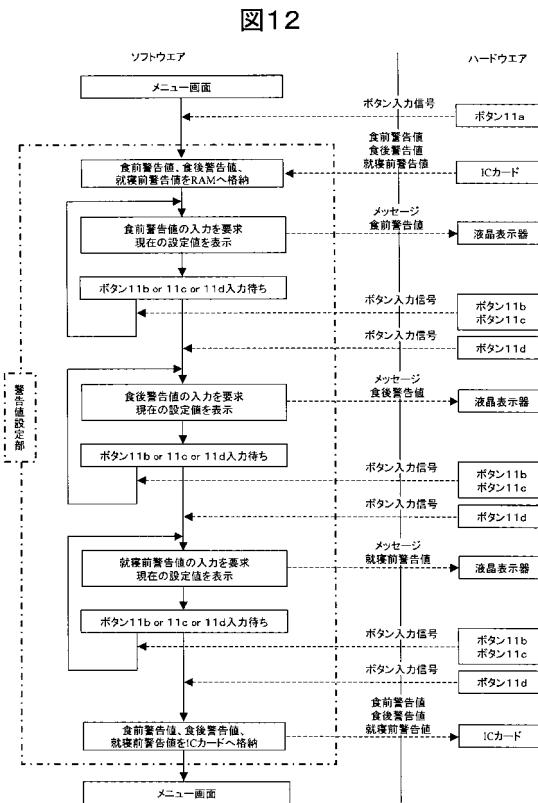 図12
ソフトウエア
ハードウエア
メニュー画面
ボタン入力信号
ボタン11a
食前警告値
食後警告値
就寝前警告値
食前警告値、食後警告値、
就寝前警告値をRAMへ格納
ICカード
メッセージ
食前警告値
食前警告値の入力を要求
現在の設定値を表示
液晶表示器
ボタン11b or 11c or 11d入力待ち
ボタン入力信号
ボタン11b
ボタン11c
ボタン入力信号
ボタン11d
警告値設定部
メッセージ
食後警告値
食後警告値の入力を要求
現在の設定値を表示
液晶表示器
ボタン11b or 11c or 11d入力待ち
ボタン入力信号
ボタン11b
ボタン11c
ボタン入力信号
ボタン11d
メッセージ
就寝前警告値
就寝前警告値の入力を要求
現在の設定値を表示
液晶表示器
ボタン11b or 11c or 11d入力待ち
ボタン入力信号
ボタン11b
ボタン11c
ボタン入力信号
ボタン11d
食前警告値
食後警告値
就寝前警告値
食前警告値、食後警告値、
就寝前警告値をICカードへ格納
ICカード
メニュー画面